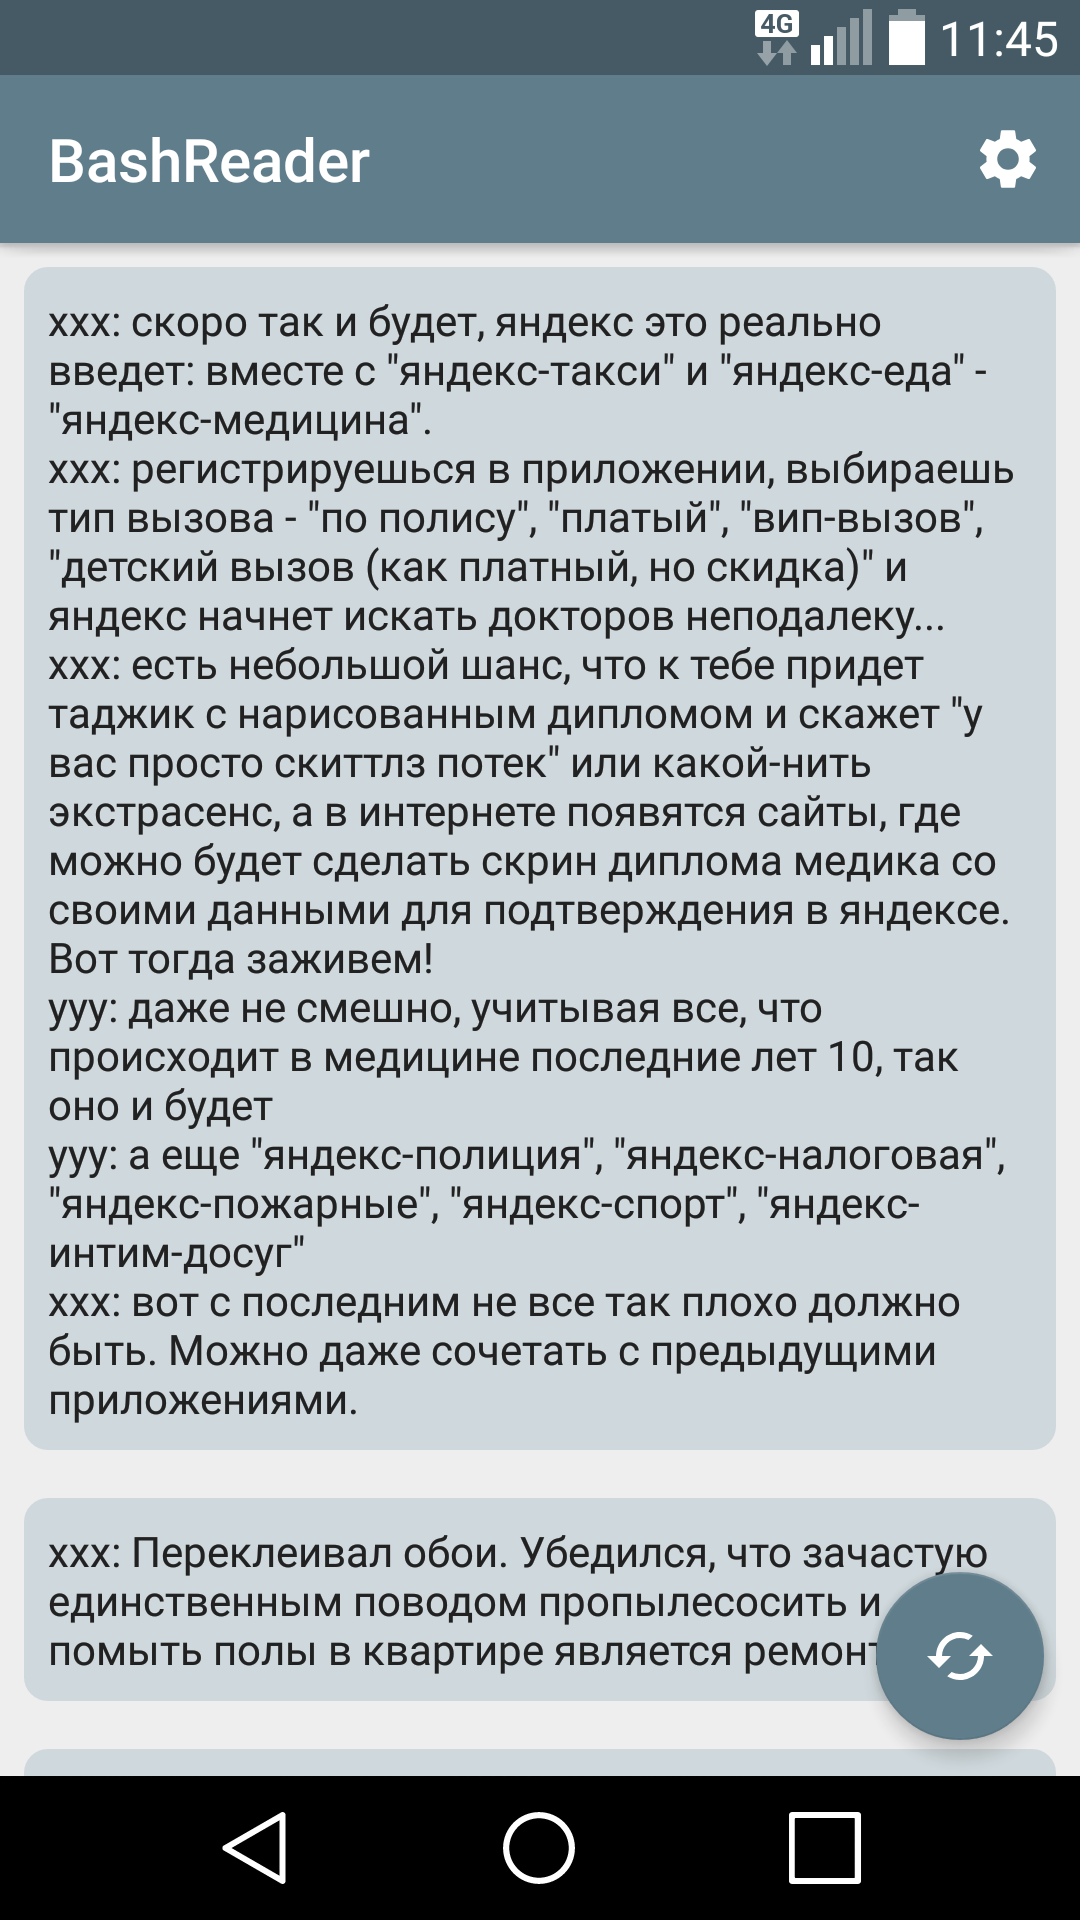 4G 11:45
BashReader
xxx: скоро так и будет, яндекс это реально
введет: вместе с "яндекс-такси" и "яндекс-еда" -
"яндекс-медицина".
xxx: регистрируешься в приложении, выбираешь
тип вызова - "по полису", "платый", "вип-вызов",
"детский вызов (как платный, но скидка)" и
яндекс начнет искать докторов неподалеку...
xxx: есть небольшой шанс, что к тебе придет
таджик с нарисованным дипломом и скажет "у
вас просто скиттлз потек" или какой-нить
экстрасенс, а в интернете появятся сайты, где
можно будет сделать скрин диплома медика со
своими данными для подтверждения в яндексе.
Вот тогда заживем!
yyy: даже не смешно, учитывая все, что
происходит в медицине последние лет 10, так
оно и будет
yyy: а еще "яндекс-полиция", "яндекс-налоговая",
"яндекс-пожарные", "яндекс-спорт", "яндекс-
интим-досуг"
xxx: вот с последним не все так плохо должно
быть. Можно даже сочетать с предыдущими
приложениями.
xxx: Переклеивал обои. Убедился, что зачастую
единственным поводом пропылесосить и
помыть полы в квартире является ремонт